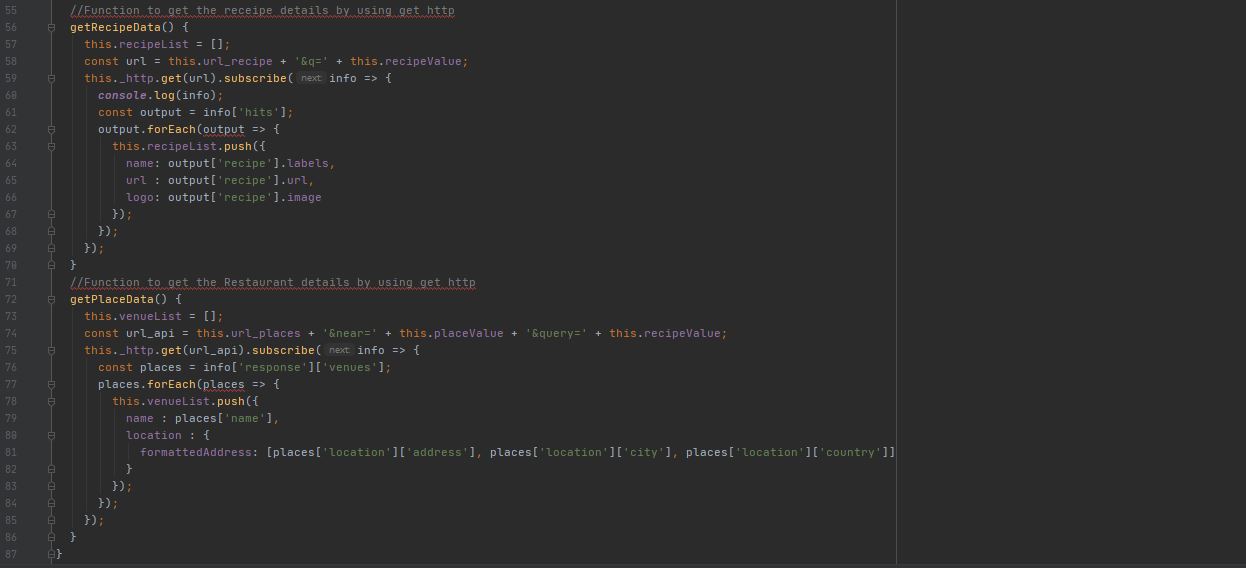 55 //Function to get the receipe details by using get http
56 getRecipeData() {
57 this.recipeList = [];
58 const url = this.url_recipe + '&q=' + this.recipeValue;
59 this._http.get(url).subscribe( next info => {
60 console.log(info);
61 const output = info['hits'];
62 output.forEach(output => {
63 this.recipeList.push({
64 name: output['recipe'].labels,
65 url : output['recipe'].url,
66 logo: output['recipe'].image
67 });
68 });
69 });
70 }
71 //Function to get the Restaurant details by using get http
72 getPlaceData() {
73 this.venueList = [];
74 const url_api = this.url_places + '&near=' + this.placeValue + '&query=' + this.recipeValue;
75 this._http.get(url_api).subscribe( next info => {
76 const places = info['response']['venues'];
77 places.forEach(places => {
78 this.venueList.push({
79 name : places['name'],
80 location : {
81 formattedAddress: [places['location']['address'], places['location']['city'], places['location']['country']]
82 }
83 });
84 });
85 });
86 }
87 }